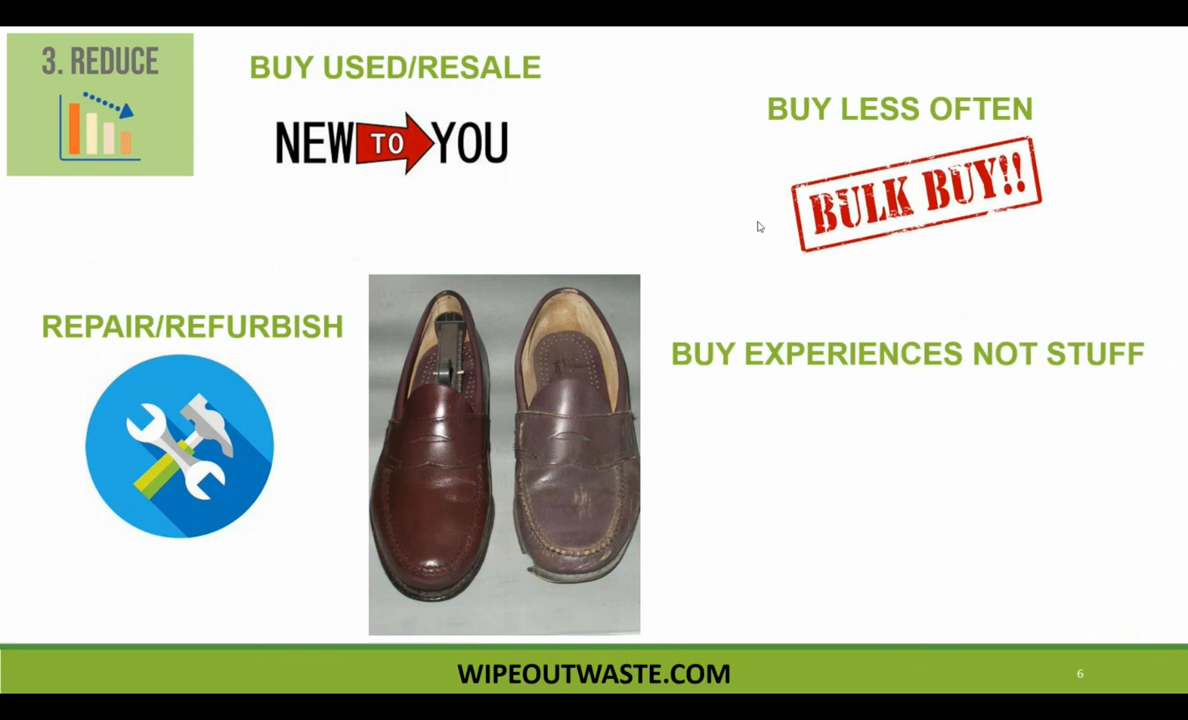 3. REDUCE
BUY USED/RESALE
NEW TO YOU
BUY LESS OFTEN
BULK BUY!!
REPAIR/REFURBISH
BUY EXPERIENCES NOT STUFF
WIPEOUTWASTE.COM
6